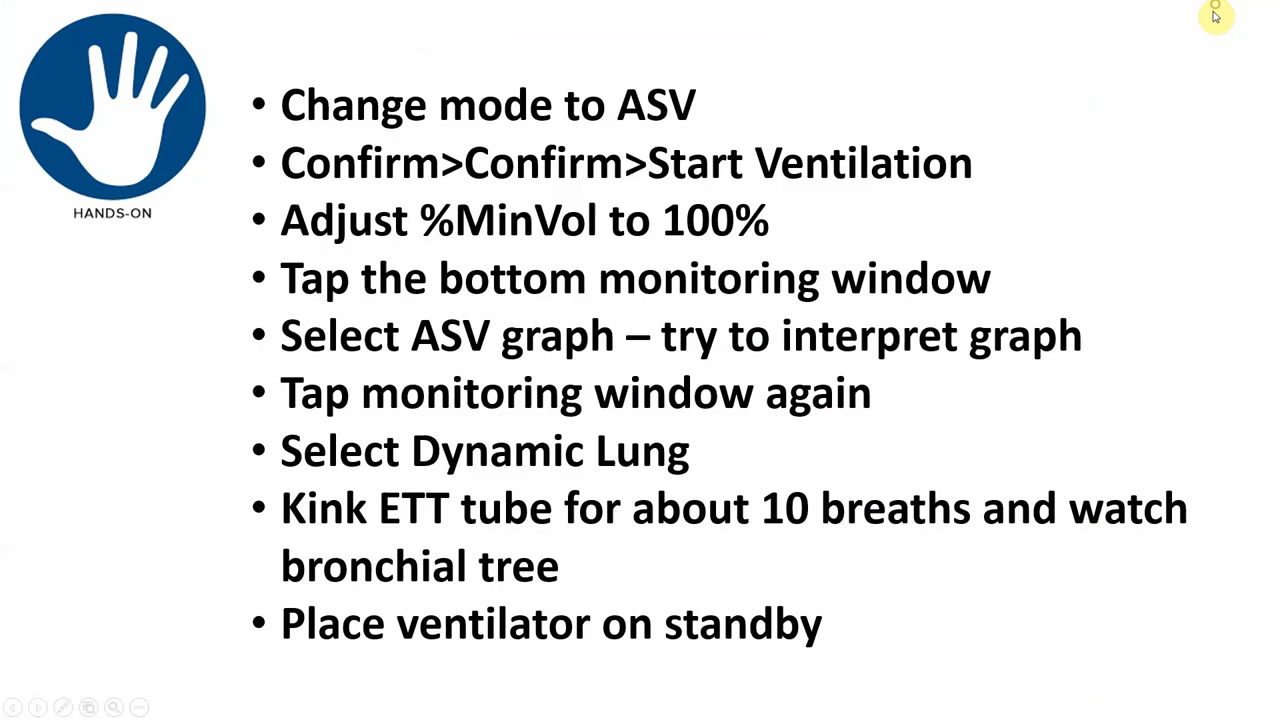 HANDS-ON
• Change mode to ASV
• Confirm>Confirm>Start Ventilation
• Adjust %MinVol to 100%
• Tap the bottom monitoring window
• Select ASV graph – try to interpret graph
• Tap monitoring window again
• Select Dynamic Lung
• Kink ETT tube for about 10 breaths and watch
bronchial tree
• Place ventilator on standby